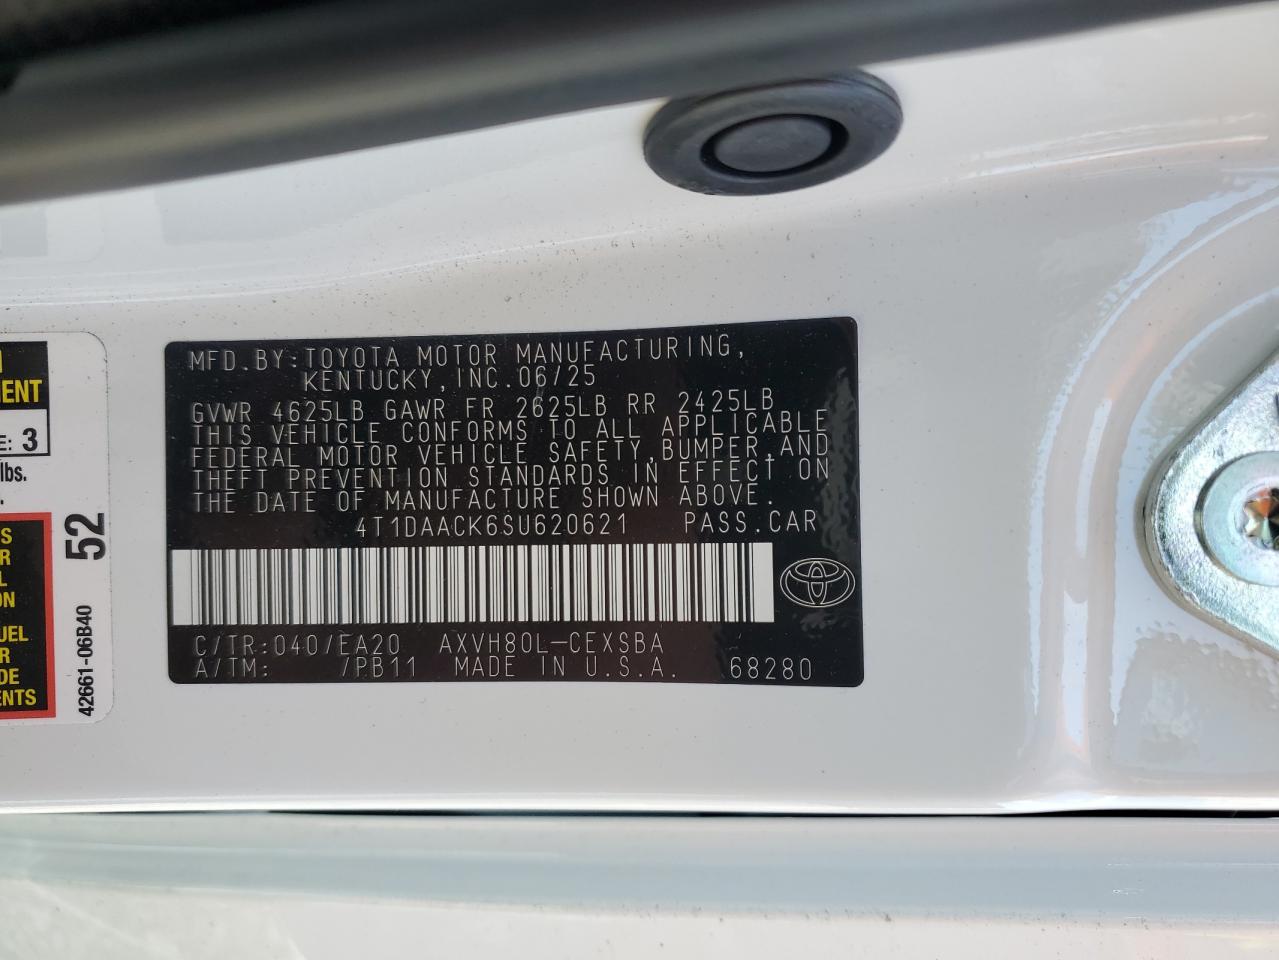 MFD.BY:TOYOTA MOTOR MANUFACTURING,
KENTUCKY,INC.06/25
GVWR 4625LB GAWR FR 2625LB RR 2425LB
THIS VEHICLE CONFORMS TO ALL APPLICABLE
FEDERAL MOTOR VEHICLE SAFETY,BUMPER,AND
THEFT PREVENTION STANDARDS IN EFFECT ON
THE DATE OF MANUFACTURE SHOWN ABOVE.
4T1DAACK6SU620621 PASS.CAR
C/TR:040/EA20 AXVH80L-CEXSBA
A/TM: /PB11 MADE IN U.S.A. 68280
E: 3
lbs.
52
42661-06B40